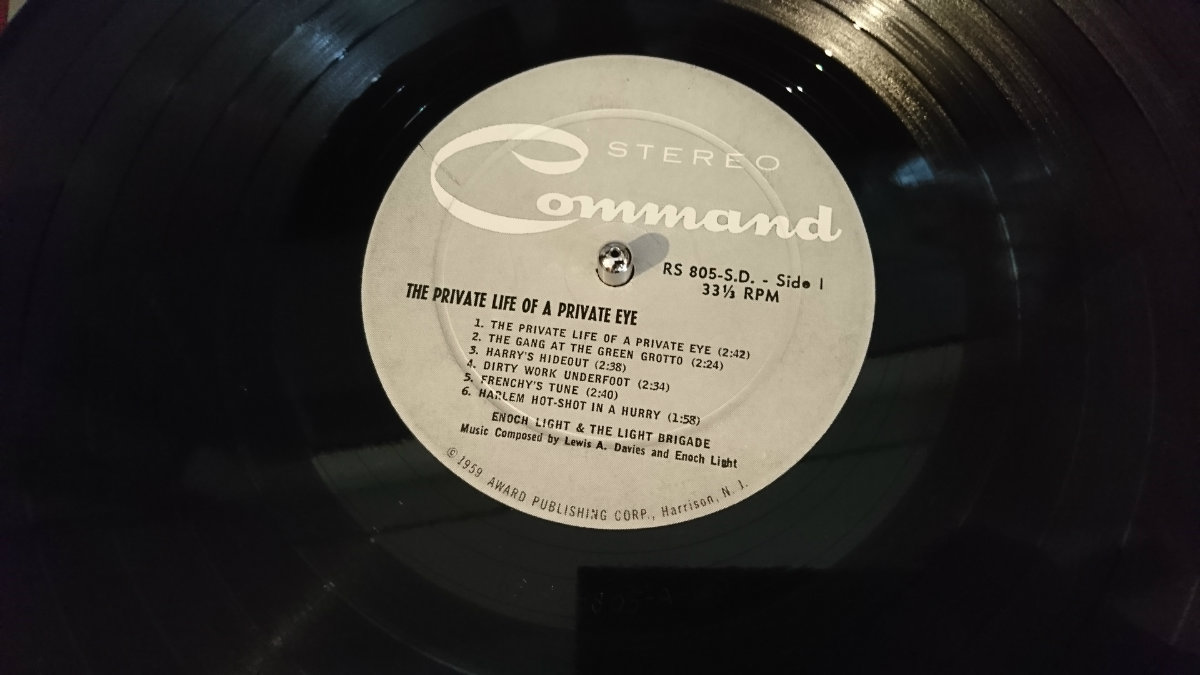 STEREO
Command
RS 805-S.D. - Side 1
33⅓ RPM
THE PRIVATE LIFE OF A PRIVATE EYE
1. THE PRIVATE LIFE OF A PRIVATE EYE (2:42)
2. THE GANG AT THE GREEN GROTTO (2:24)
3. HARRY'S HIDEOUT (2:38)
4. DIRTY WORK UNDERFOOT (2:34)
5. FRENCHY'S TUNE (2:40)
6. HARLEM HOT-SHOT IN A HURRY (1:58)
ENOCH LIGHT & THE LIGHT BRIGADE
Music Composed by Lewis A. Davies and Enoch Light
© 1959 AWARD PUBLISHING CORP., Harrison, N. J.